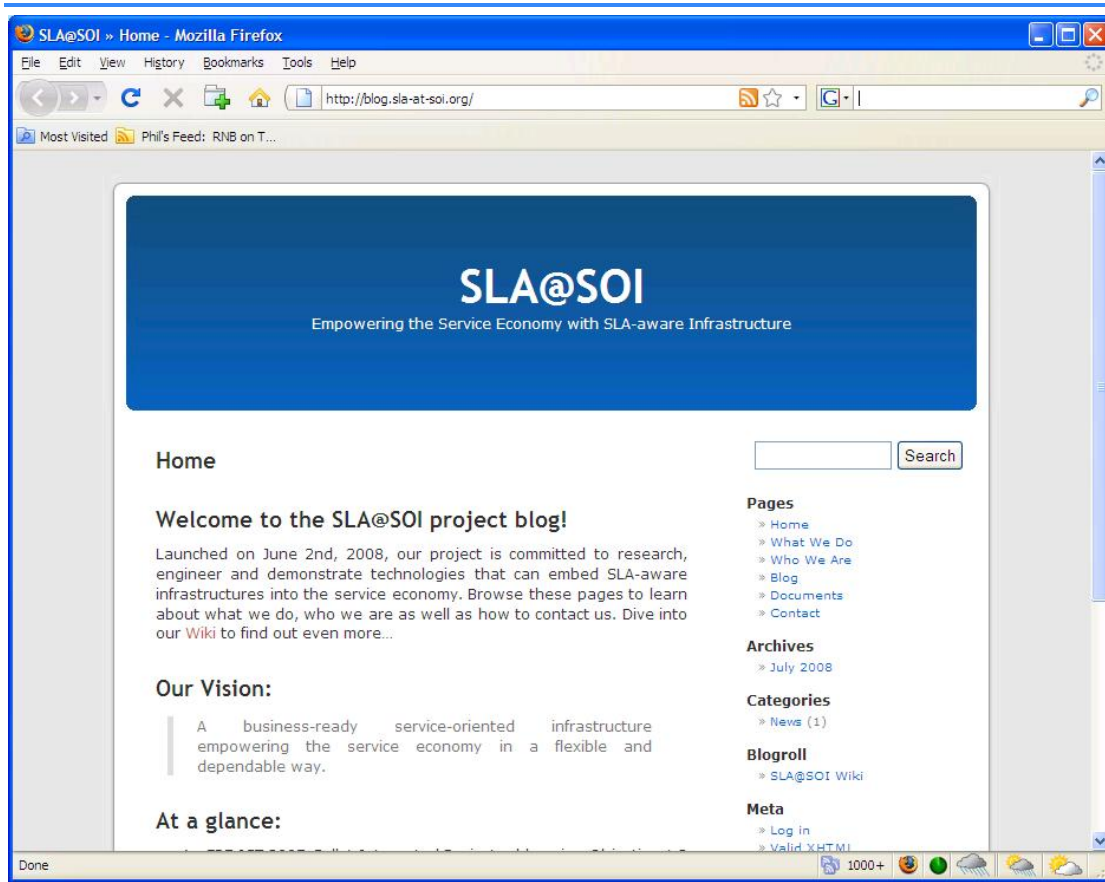 SLA@SOI » Home - Mozilla Firefox
File Edit View History Bookmarks Tools Help
http://blog.sla-at-soi.org/
G
Most Visited Phil's Feed: RNB on T...
SLA@SOI
Empowering the Service Economy with SLA-aware Infrastructure
Home
Welcome to the SLA@SOI project blog!
Launched on June 2nd, 2008, our project is committed to research,
engineer and demonstrate technologies that can embed SLA-aware
infrastructures into the service economy. Browse these pages to learn
about what we do, who we are as well as how to contact us. Dive into
our Wiki to find out even more...
Our Vision:
A business-ready service-oriented infrastructure
empowering the service economy in a flexible and
dependable way.
At a glance:
Search
Pages
» Home
» What We Do
» Who We Are
» Blog
» Documents
» Contact
Archives
» July 2008
Categories
» News (1)
Blogroll
» SLA@SOI Wiki
Meta
» Log in
» Valid XHTML
Done
1000+